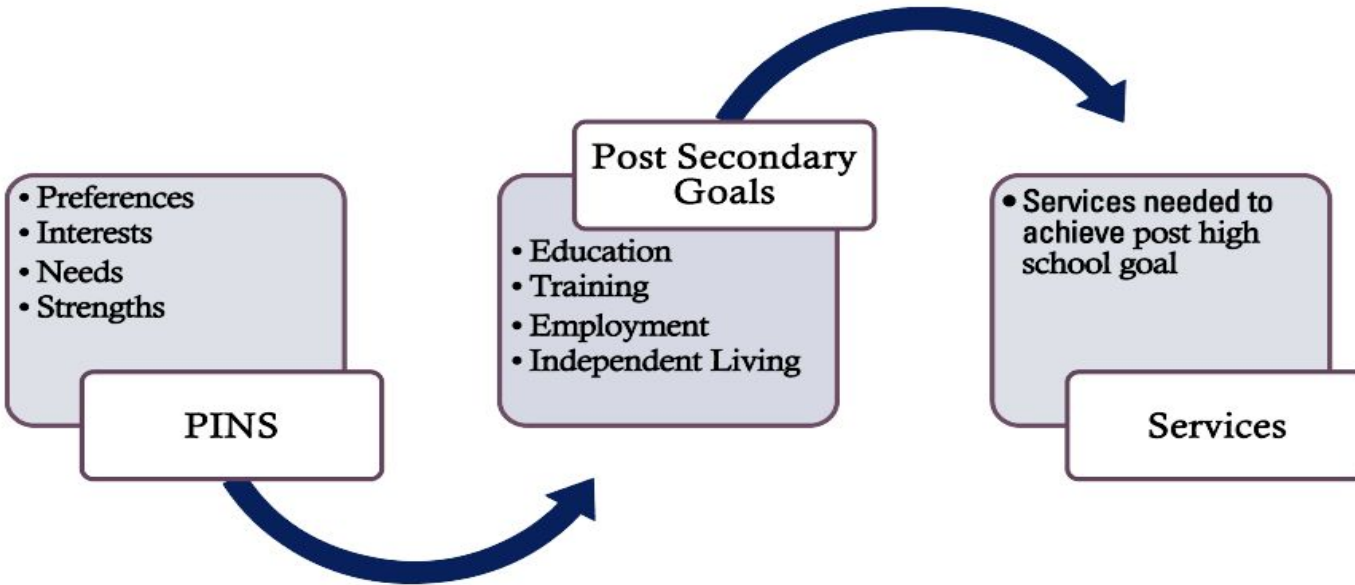 • Preferences
• Interests
• Needs
• Strengths
PINS
Post Secondary
Goals
• Education
• Training
• Employment
• Independent Living
• Services needed to
achieve post high
school goal
Services